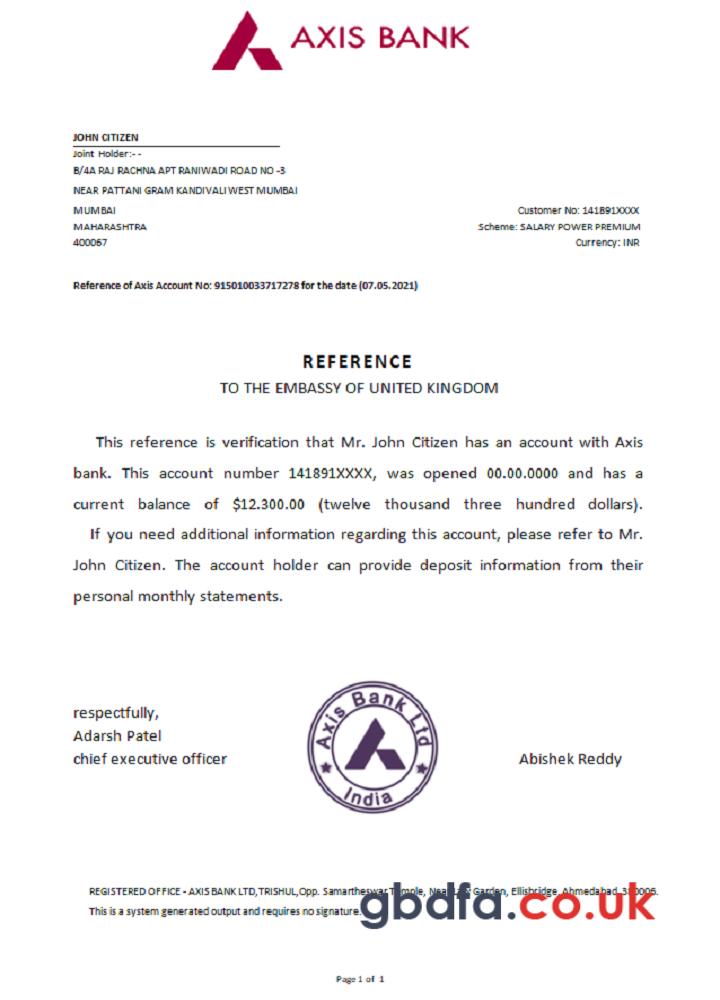 AXIS BANK
JOHN CITIZEN
Joint Holder:- -
B/4A RAJ RACHNA APT RANIWADI ROAD NO -3
NEAR PATTANI GRAM KANDIVALI WEST MUMBAI
MUMBAI
MAHARASHTRA
400067
Customer No: 141891XXXX
Scheme: SALARY POWER PREMIUM
Currency: INR
Reference of Axis Account No: 915010033717278 for the date (07.05.2021)
REFERENCE
TO THE EMBASSY OF UNITED KINGDOM
This reference is verification that Mr. John Citizen has an account with Axis
bank. This account number 141891XXXX, was opened 00.00.0000 and has a
current balance of $12.300.00 (twelve thousand three hundred dollars).
If you need additional information regarding this account, please refer to Mr.
John Citizen. The account holder can provide deposit information from their
personal monthly statements.
respectfully,
Adarsh Patel
chief executive officer
Axis Bank Ltd
India
Abishek Reddy
REGISTERED OFFICE - AXIS BANK LTD,TRISHUL,Opp. Samartheswar Temple, Near Garden, Ellisbridge, Ahmedabad
This is a system generated output and requires no signature.
gbdfa.co.uk
Page 1 of 1